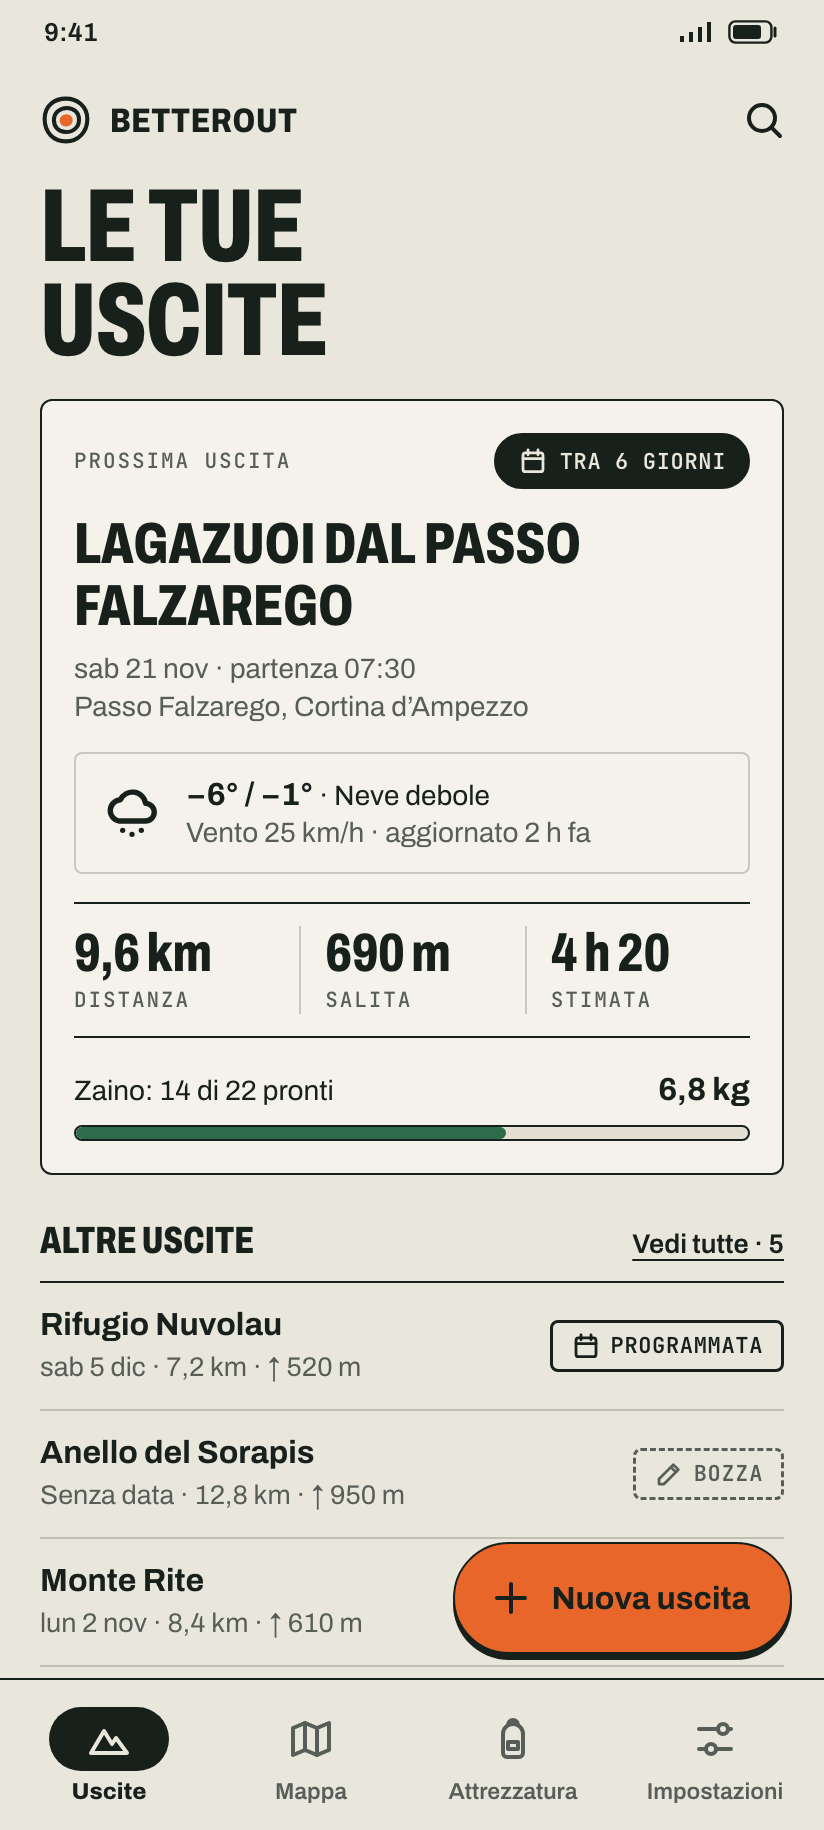 9:41
BETTEROUT
LE TUE
USCITE
PROSSIMA USCITA
TRA 6 GIORNI
LAGAZUOI DAL PASSO
FALZAREGO
sab 21 nov · partenza 07:30
Passo Falzarego, Cortina d’Ampezzo
−6° / −1° · Neve debole
Vento 25 km/h · aggiornato 2 h fa
9,6 km
DISTANZA
690 m
SALITA
4 h 20
STIMATA
Zaino: 14 di 22 pronti
6,8 kg
ALTRE USCITE
Vedi tutte · 5
Rifugio Nuvolau
sab 5 dic · 7,2 km · ↑ 520 m
PROGRAMMATA
Anello del Sorapis
Senza data · 12,8 km · ↑ 950 m
BOZZA
Monte Rite
lun 2 nov · 8,4 km · ↑ 610 m
Nuova uscita
Uscite
Mappa
Attrezzatura
Impostazioni